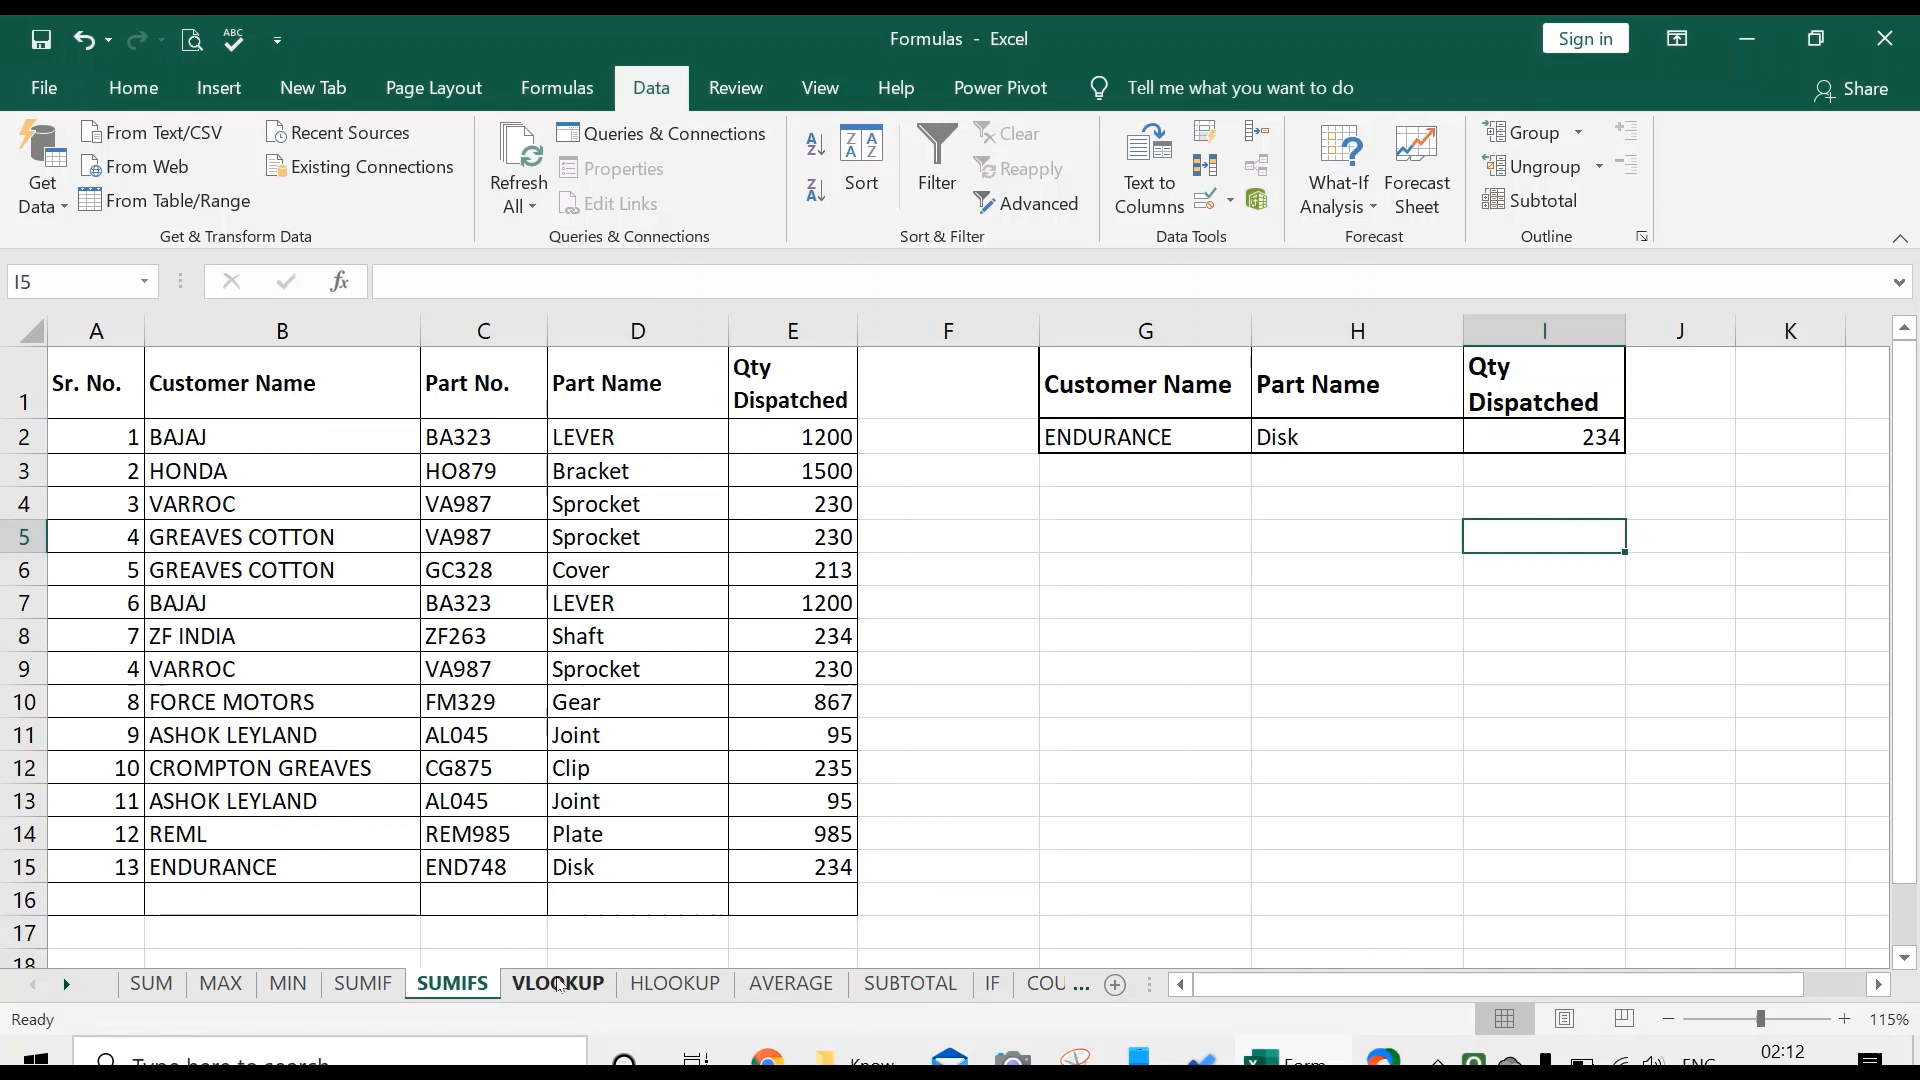 ABC
Formulas - Excel
Sign in
File Home Insert New Tab Page Layout Formulas Data Review View Help Power Pivot Tell me what you want to do Share
Get Data
From Text/CSV
From Web
From Table/Range
Recent Sources
Existing Connections
Get & Transform Data
Refresh All
Queries & Connections
Properties
Edit Links
Queries & Connections
Sort
Filter
Clear
Reapply
Advanced
Sort & Filter
Text to Columns
Data Tools
What-If Analysis
Forecast Sheet
Forecast
Group
Ungroup
Subtotal
Outline
I5 fx
A B C D E F G H I J K
1 Sr. No. Customer Name Part No. Part Name Qty Dispatched Customer Name Part Name Qty Dispatched
2 1 BAJAJ BA323 LEVER 1200 ENDURANCE Disk 234
3 2 HONDA HO879 Bracket 1500
4 3 VARROC VA987 Sprocket 230
5 4 GREAVES COTTON VA987 Sprocket 230
6 5 GREAVES COTTON GC328 Cover 213
7 6 BAJAJ BA323 LEVER 1200
8 7 ZF INDIA ZF263 Shaft 234
9 4 VARROC VA987 Sprocket 230
10 8 FORCE MOTORS FM329 Gear 867
11 9 ASHOK LEYLAND AL045 Joint 95
12 10 CROMPTON GREAVES CG875 Clip 235
13 11 ASHOK LEYLAND AL045 Joint 95
14 12 REML REM985 Plate 985
15 13 ENDURANCE END748 Disk 234
16
17
18
SUM MAX MIN SUMIF SUMIFS VLOOKUP HLOOKUP AVERAGE SUBTOTAL IF COU ...
Ready 115%
Type here to search Know Form ENG 02:12